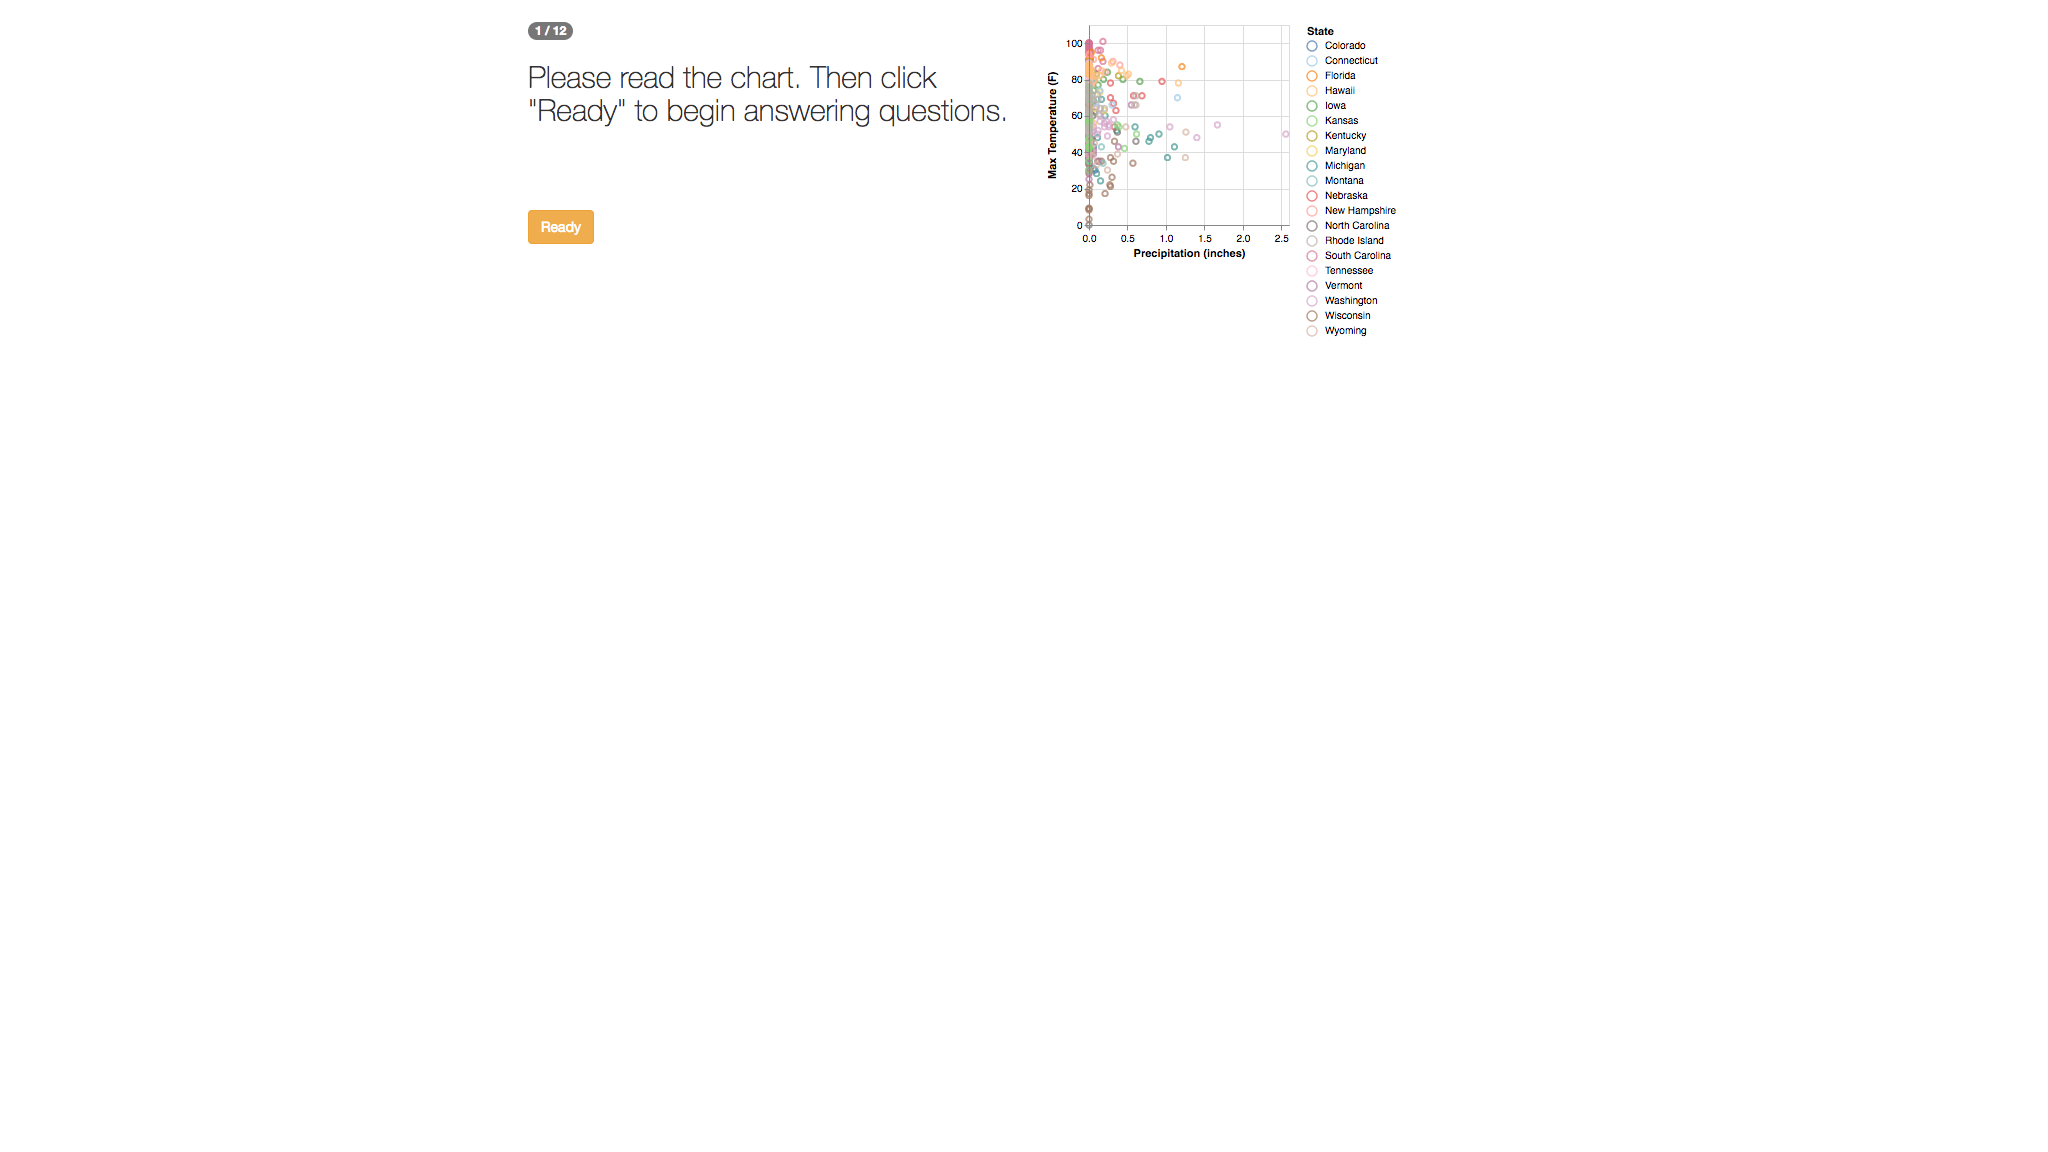 1 / 12
Please read the chart. Then click
"Ready" to begin answering questions.
Ready
Max Temperature (F)
100
80
60
40
20
0
0.0 0.5 1.0 1.5 2.0 2.5
Precipitation (inches)
State
Colorado
Connecticut
Florida
Hawaii
Iowa
Kansas
Kentucky
Maryland
Michigan
Montana
Nebraska
New Hampshire
North Carolina
Rhode Island
South Carolina
Tennessee
Vermont
Washington
Wisconsin
Wyoming